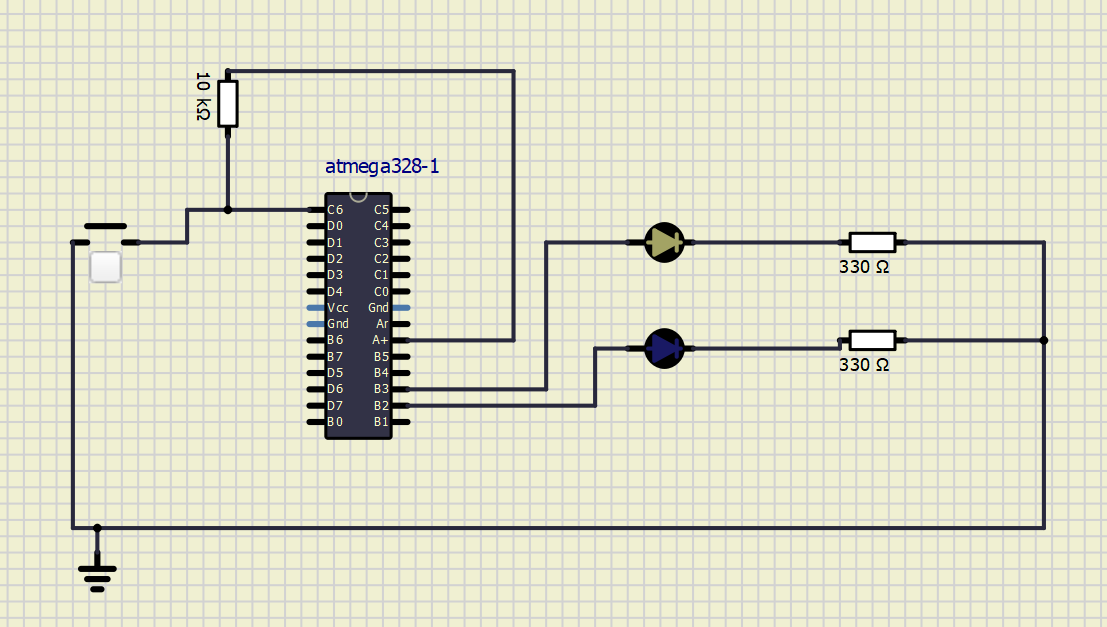 10 kΩ
atmega328-1
C6 C5
D0 C4
D1 C3
D2 C2
D3 C1
D4 C0
Vcc Gnd
Gnd Ar
B6 A+
B7 B5
D5 B4
D6 B3
D7 B2
B0 B1
330 Ω
330 Ω